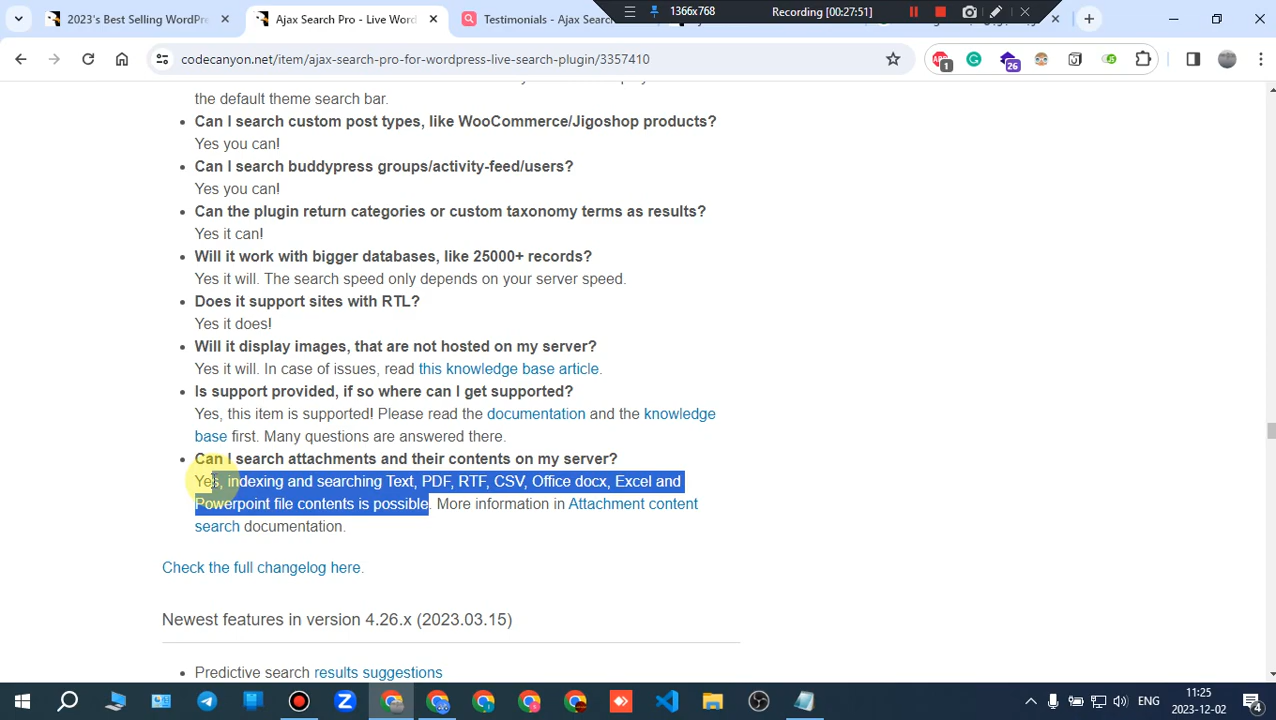 1366x768
Recording [00:27:51]
2023's Best Selling WordPre
Ajax Search Pro - Live Word
Testimonials - Ajax Search
codecanyon.net/item/ajax-search-pro-for-wordpress-live-search-plugin/3357410
1
26
the default theme search bar.
Can I search custom post types, like WooCommerce/Jigoshop products?
Yes you can!
Can I search buddypress groups/activity-feed/users?
Yes you can!
Can the plugin return categories or custom taxonomy terms as results?
Yes it can!
Will it work with bigger databases, like 25000+ records?
Yes it will. The search speed only depends on your server speed.
Does it support sites with RTL?
Yes it does!
Will it display images, that are not hosted on my server?
Yes it will. In case of issues, read this knowledge base article.
Is support provided, if so where can I get supported?
Yes, this item is supported! Please read the documentation and the knowledge
base first. Many questions are answered there.
Can I search attachments and their contents on my server?
Yes, indexing and searching Text, PDF, RTF, CSV, Office docx, Excel and
Powerpoint file contents is possible. More information in Attachment content
search documentation.
Check the full changelog here.
Newest features in version 4.26.x (2023.03.15)
Predictive search results suggestions
ENG
11:25
2023-12-02
4